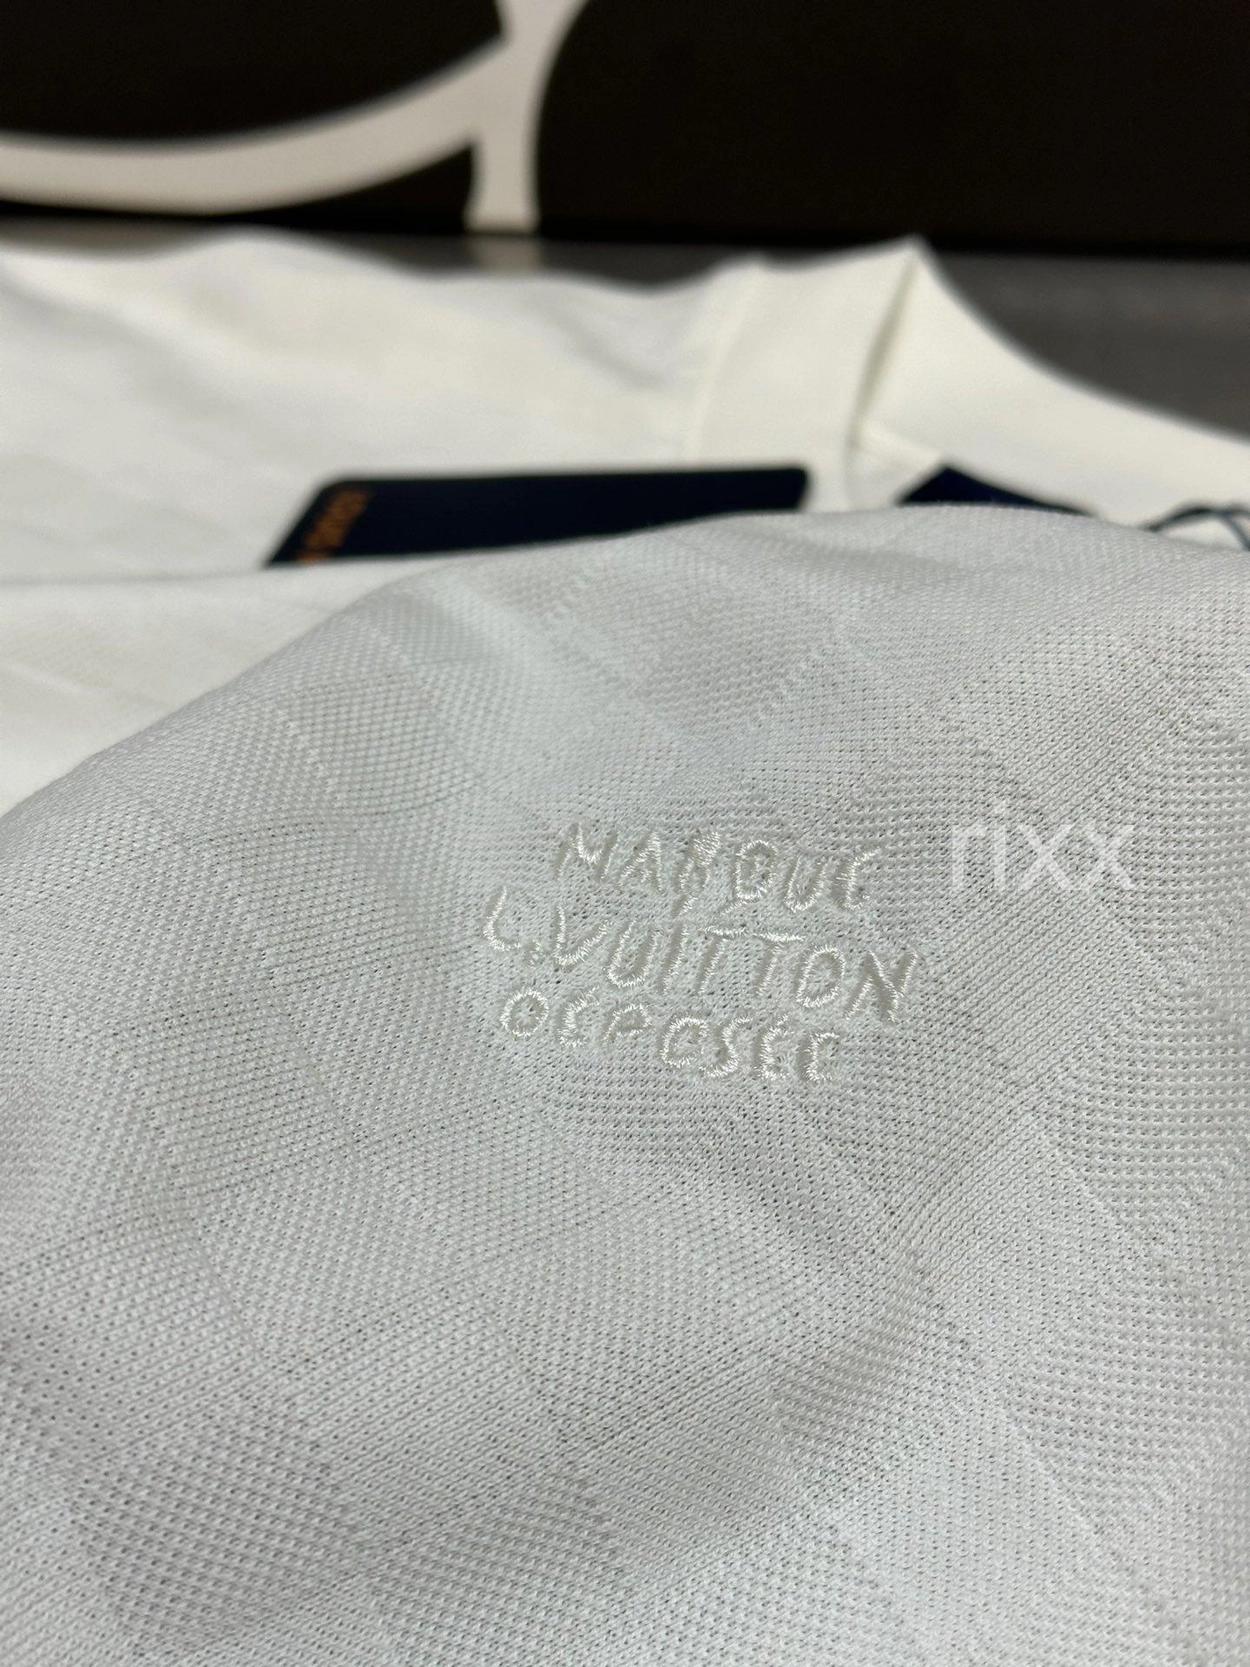 MARQUE
L.VUITTON
DEPOSEE
rixx